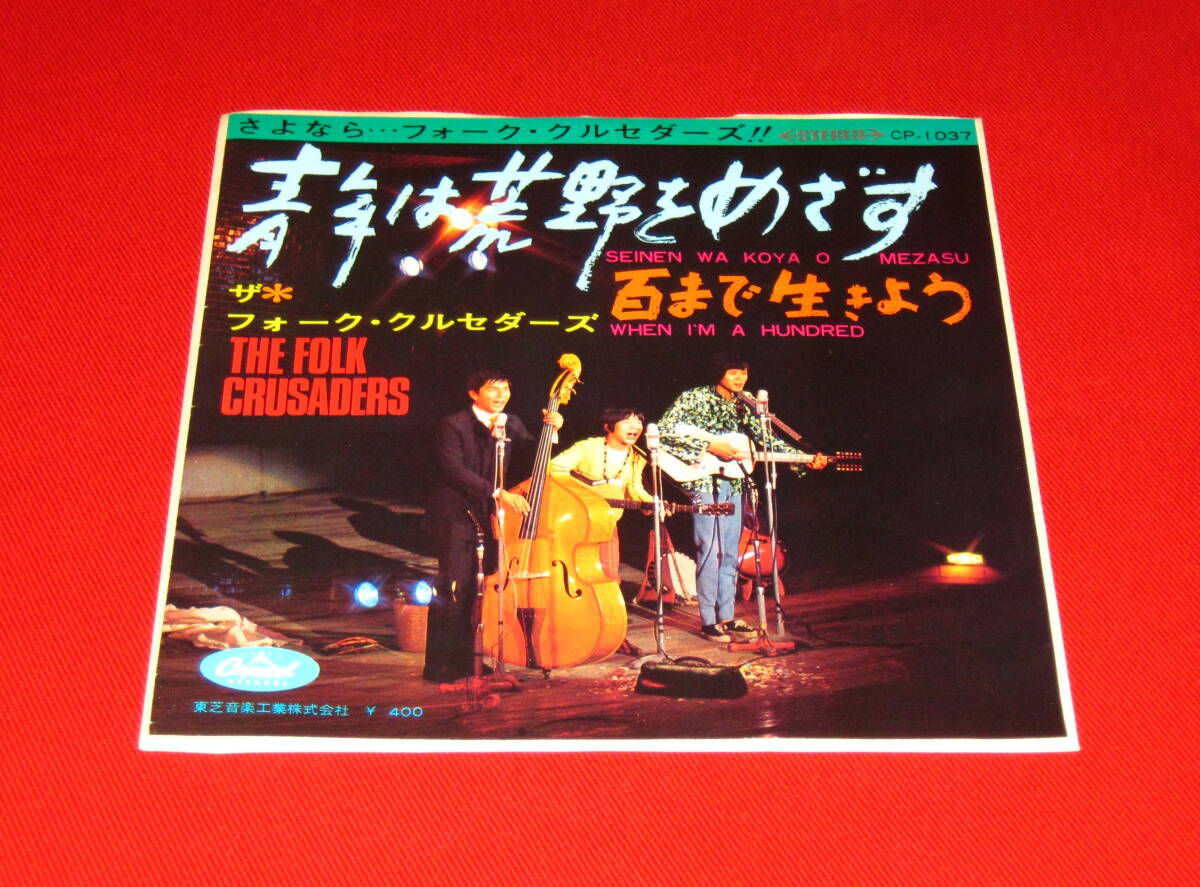 さよなら…フォーク・クルセダーズ!! STEREO CP-1037
青年は荒野をめざす
SEINEN WA KOYA O MEZASU
百まで生きよう
WHEN I'M A HUNDRED
ザ*
フォーク・クルセダーズ
THE FOLK
CRUSADERS
Capitol
RECORDS
東芝音楽工業株式会社 ¥ 400